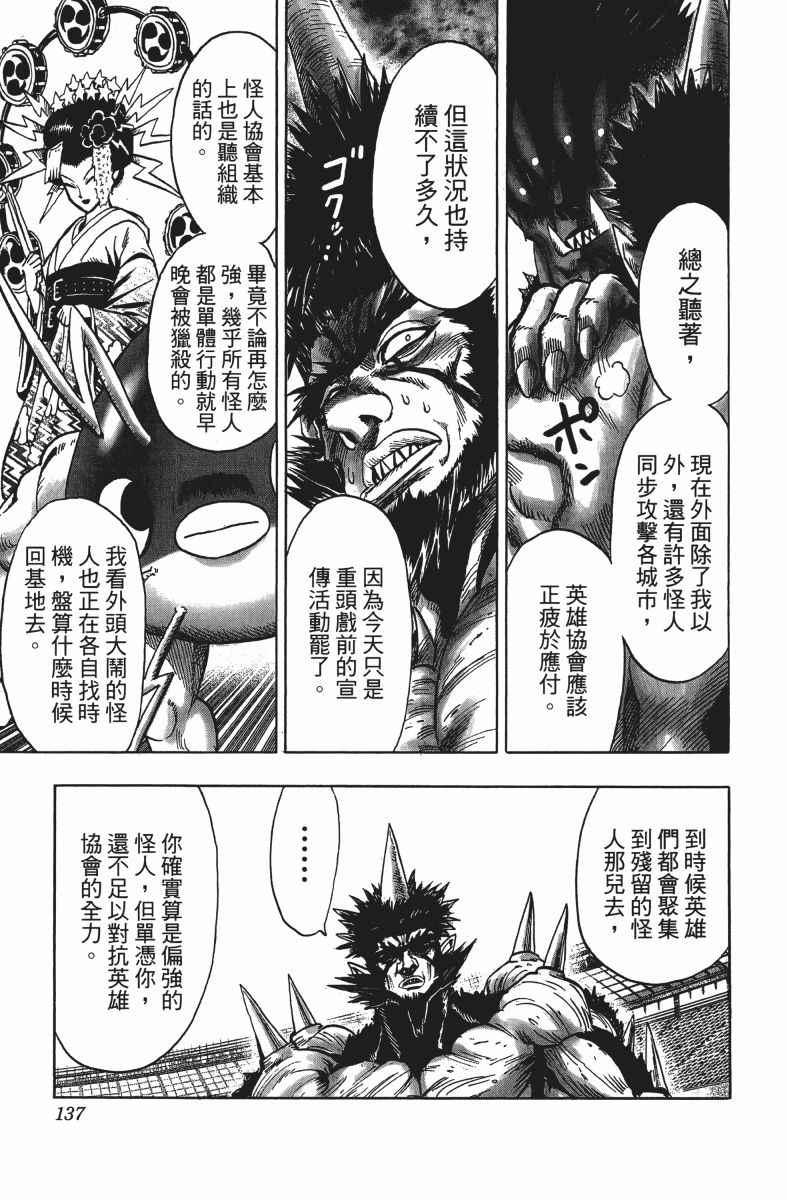 總之聽著，
ポン
現在外面除了我以
外，還有許多怪人
同步攻擊各城市，
英雄協會應該
正疲於應付。
但這狀況也持
續不了多久，
ゴクッ…
因為今天只是
重頭戲前的宣
傳活動罷了。
怪人協會基本
上也是聽組織
的話的。
畢竟不論再怎麼
強，幾乎所有怪人
都是單體行動就早
晚會被獵殺的。
我看外頭大鬧的怪
人也正在各自找時
機，盤算什麼時候
回基地去。
到時候英雄
們都會聚集
到殘留的怪
人那兒去，
……
你確實算是偏強的
怪人，但單憑你，
還不足以對抗英雄
協會的全力。
137